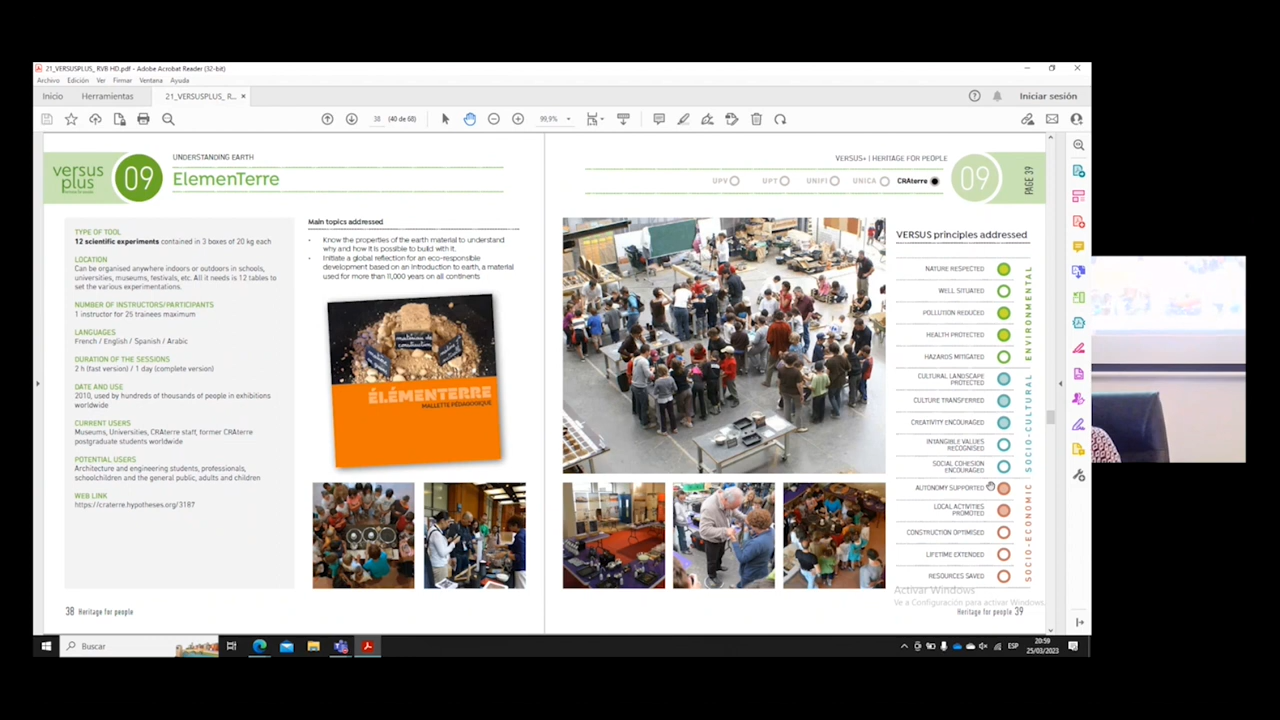 21_VERSUSPLUS_ RVB HD.pdf - Adobe Acrobat Reader (32-bit)
Archivo Edición Ver Firmar Ventana Ayuda
Inicio Herramientas 21_VERSUSPLUS_ R... × Iniciar sesión
38 (40 de 68) 99,9%
versus plus
09
UNDERSTANDING EARTH
ElemenTerre
TYPE OF TOOL
12 scientific experiments contained in 3 boxes of 20 kg each
LOCATION
Can be organised anywhere indoors or outdoors in schools,
universities, museums, festivals, etc. All it needs is 12 tables to
set the various experimentations.
NUMBER OF INSTRUCTORS/PARTICIPANTS
1 instructor for 25 trainees maximum
LANGUAGES
French / English / Spanish / Arabic
DURATION OF THE SESSIONS
2 h (fast version) / 1 day (complete version)
DATE AND USE
2010, used by hundreds of thousands of people in exhibitions
worldwide
CURRENT USERS
Museums, Universities, CRAterre staff, former CRAterre
postgraduate students worldwide
POTENTIAL USERS
Architecture and engineering students, professionals,
schoolchildren and the general public, adults and children
WEB LINK
https://craterre.hypotheses.org/3187
Main topics addressed
• Know the properties of the earth material to understand
why and how it is possible to build with it.
• Initiate a global reflection for an eco-responsible
development based on an introduction to earth, a material
used for more than 11,000 years on all continents
ÉLÉMENTERRE
MALLETTE PÉDAGOGIQUE
38 Heritage for people
VERSUS+ | HERITAGE FOR PEOPLE
UPV UPT UNIFI UNICA CRAterre
09
PAGE 39
VERSUS principles addressed
NATURE RESPECTED
WELL SITUATED
POLLUTION REDUCED
HEALTH PROTECTED
HAZARDS MITIGATED
ENVIRONMENTAL
CULTURAL LANDSCAPE
PROTECTED
CULTURE TRANSFERRED
CREATIVITY ENCOURAGED
INTANGIBLE VALUES
RECOGNISED
SOCIAL COHESION
ENCOURAGED
SOCIO-CULTURAL
AUTONOMY SUPPORTED
LOCAL ACTIVITIES
PROMOTED
CONSTRUCTION OPTIMISED
LIFETIME EXTENDED
RESOURCES SAVED
SOCIO-ECONOMIC
Activar Windows
Ve a Configuración para activar Windows.
Heritage for people 39
Buscar
ESP
20:59
25/03/2023